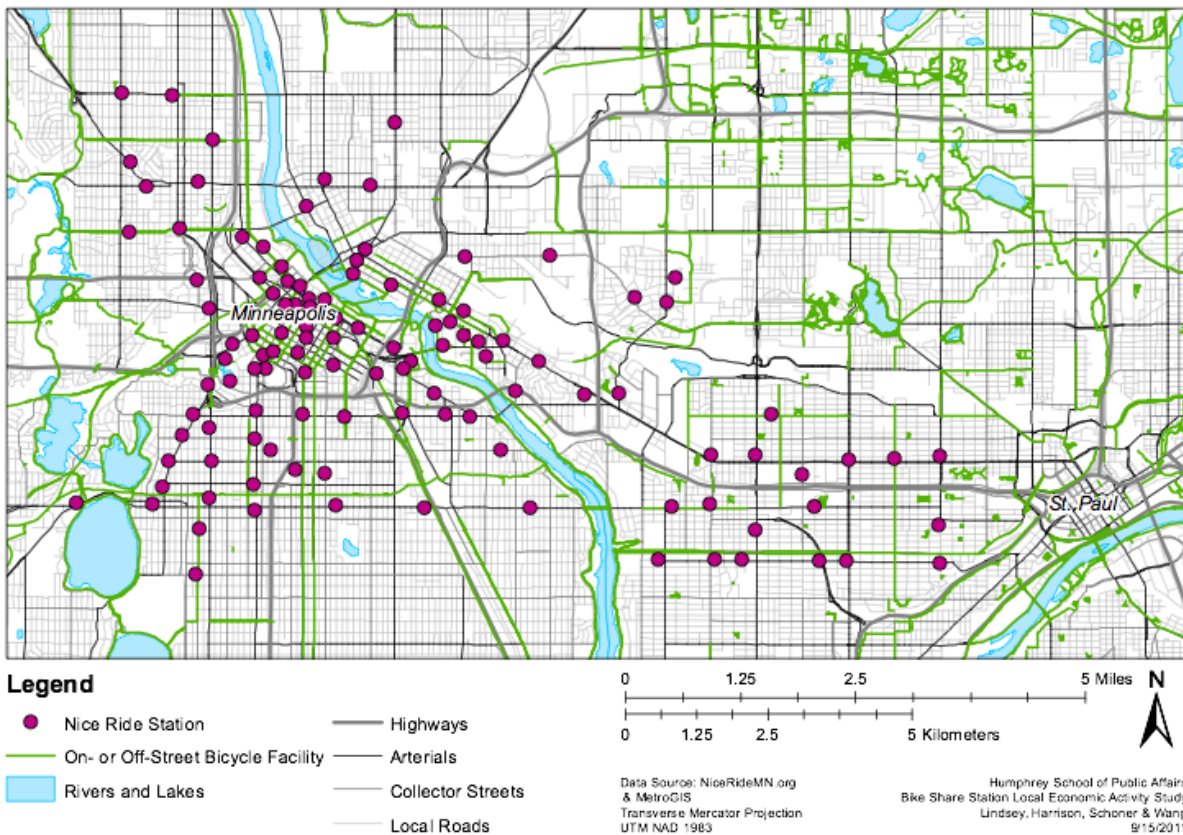 Minneapolis
St. Paul
Legend
Nice Ride Station
On- or Off-Street Bicycle Facility
Rivers and Lakes
Highways
Arterials
Collector Streets
Local Roads
0 1.25 2.5 5 Miles
0 1.25 2.5 5 Kilometers
N
Data Source: NiceRideMN.org
& MetroGIS
Transverse Mercator Projection
UTM NAD 1983
Humphrey School of Public Affairs
Bike Share Station Local Economic Activity Study
Lindsey, Harrison, Schoner & Wang